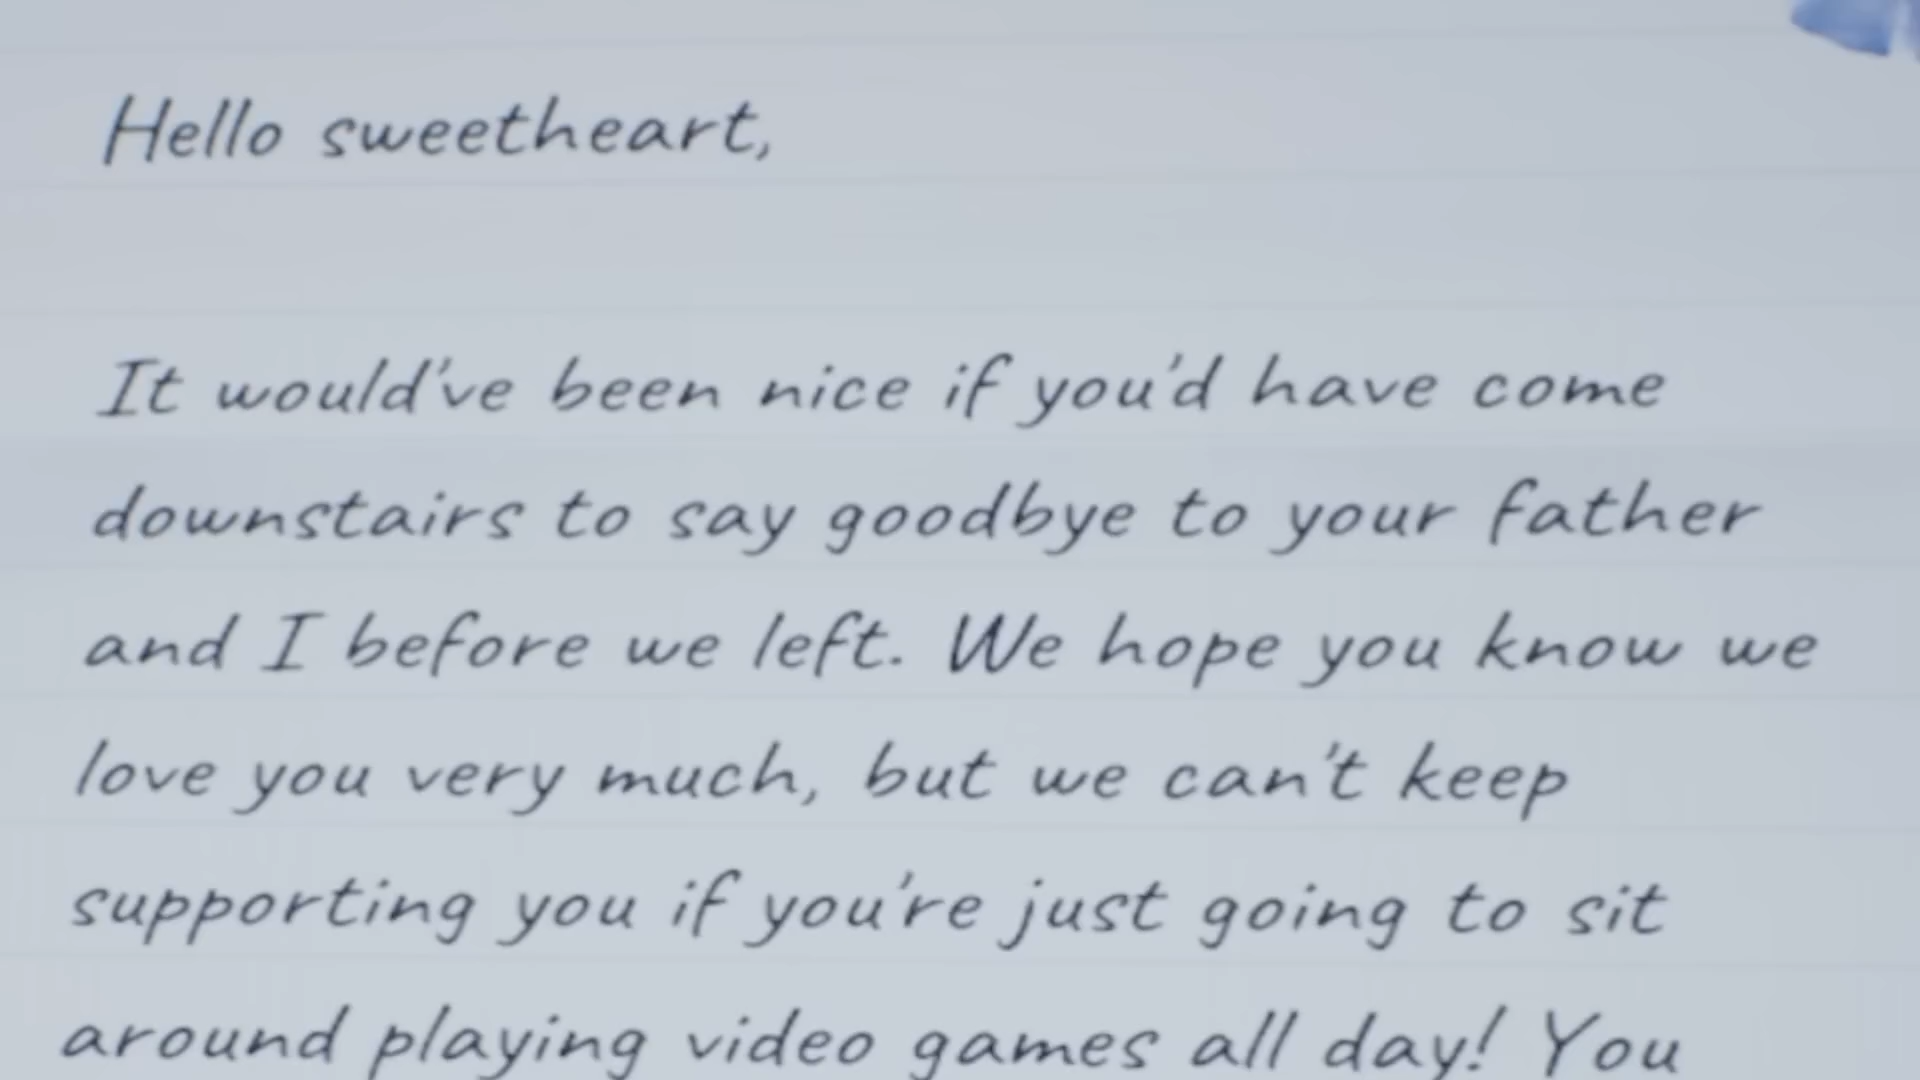 Hello sweetheart,
It would've been nice if you'd have come
downstairs to say goodbye to your father
and I before we left. We hope you know we
love you very much, but we can't keep
supporting you if you're just going to sit
around playing video games all day! You